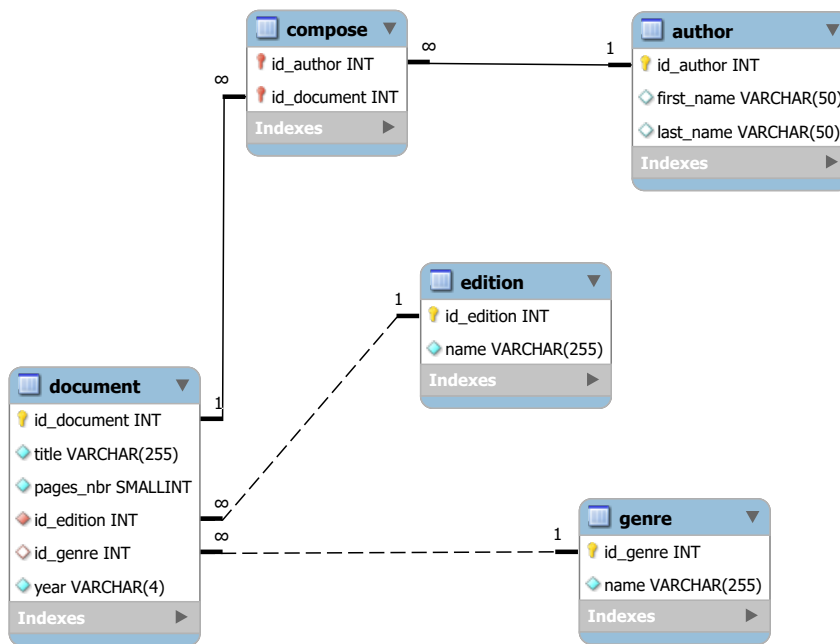 compose
id_author INT
id_document INT
Indexes
∞
1
author
id_author INT
first_name VARCHAR(50)
last_name VARCHAR(50)
Indexes
∞
1
edition
id_edition INT
name VARCHAR(255)
Indexes
1
document
id_document INT
title VARCHAR(255)
pages_nbr SMALLINT
id_edition INT
id_genre INT
year VARCHAR(4)
Indexes
1
∞
∞
genre
id_genre INT
name VARCHAR(255)
Indexes